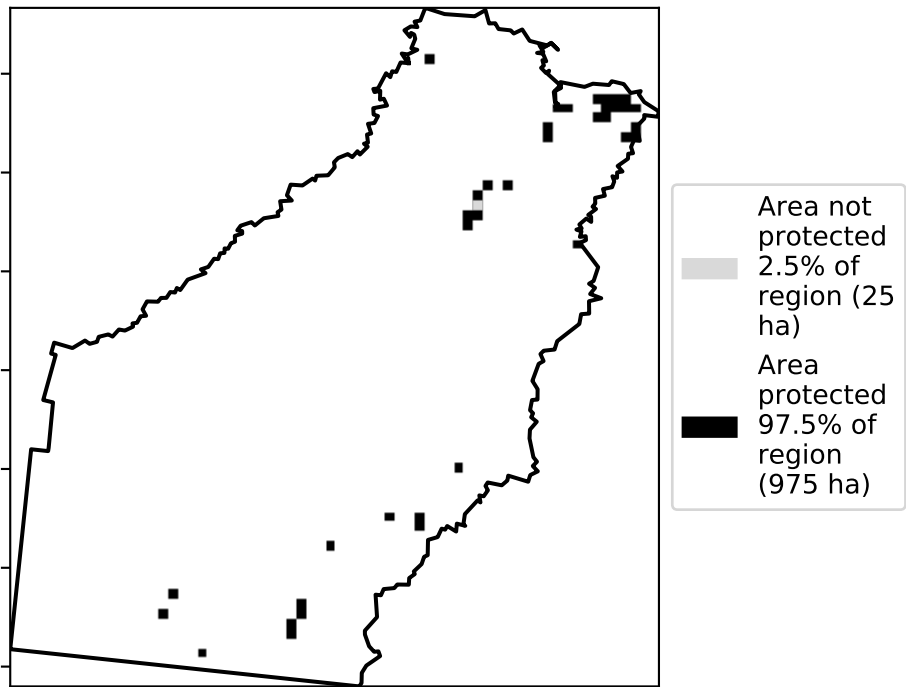 Area not
protected
2.5% of
region (25
ha)
Area
protected
97.5% of
region
(975 ha)